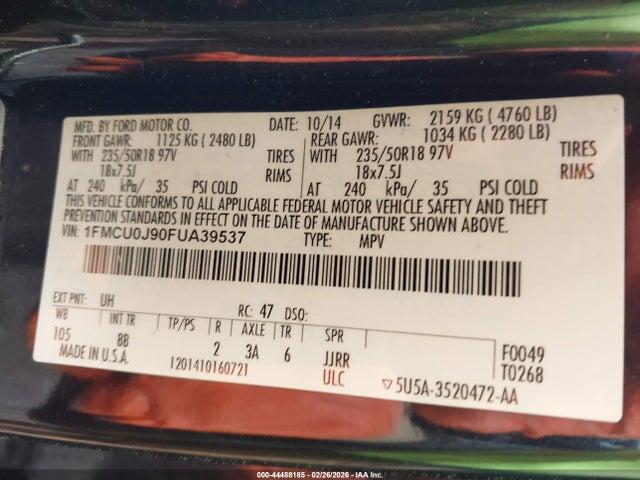 MFD. BY FORD MOTOR CO. DATE: 10/14 GVWR: 2159 KG ( 4760 LB)
FRONT GAWR: 1125 KG ( 2480 LB) REAR GAWR: 1034 KG ( 2280 LB)
WITH 235/50R18 97V TIRES WITH 235/50R18 97V TIRES
18x7.5J RIMS 18x7.5J RIMS
AT 240 kPa/ 35 PSI COLD AT 240 kPa/ 35 PSI COLD
THIS VEHICLE CONFORMS TO ALL APPLICABLE FEDERAL MOTOR VEHICLE SAFETY AND THEFT
PREVENTION STANDARDS IN EFFECT ON THE DATE OF MANUFACTURE SHOWN ABOVE.
VIN: 1FMCU0J90FUA39537 TYPE: MPV
EXT PNT: UH RC: 47 DSO:
WB INT TR TP/PS R AXLE TR SPR
105 8B 2 3A 6 JJRR F0049
MADE IN U.S.A. 1201410160721 ULC ▽5U5A-3520472-AA T0268
000-44488185 - 02/26/2026 - IAA Inc.